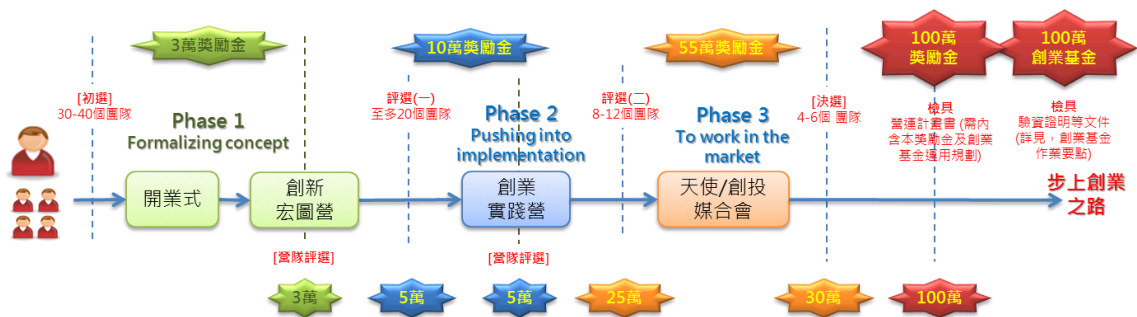 3萬獎勵金
10萬獎勵金
55萬獎勵金
100萬
獎勵金
100萬
創業基金
[初選]
30-40個團隊
Phase 1
Formalizing concept
評選(一)
至多20個團隊
Phase 2
Pushing into
implementation
評選(二)
8-12個團隊
Phase 3
To work in the
market
[決選]
4-6個 團隊
檢具
營運計畫書 (需內
含本獎勵金及創業
基金運用規劃)
檢具
驗資證明等文件
(詳見，創業基金
作業要點)
開業式
創新
宏圖營
創業
實踐營
天使/創投
媒合會
步上創業
之路
[營隊評選]
[營隊評選]
3萬
5萬
5萬
25萬
30萬
100萬